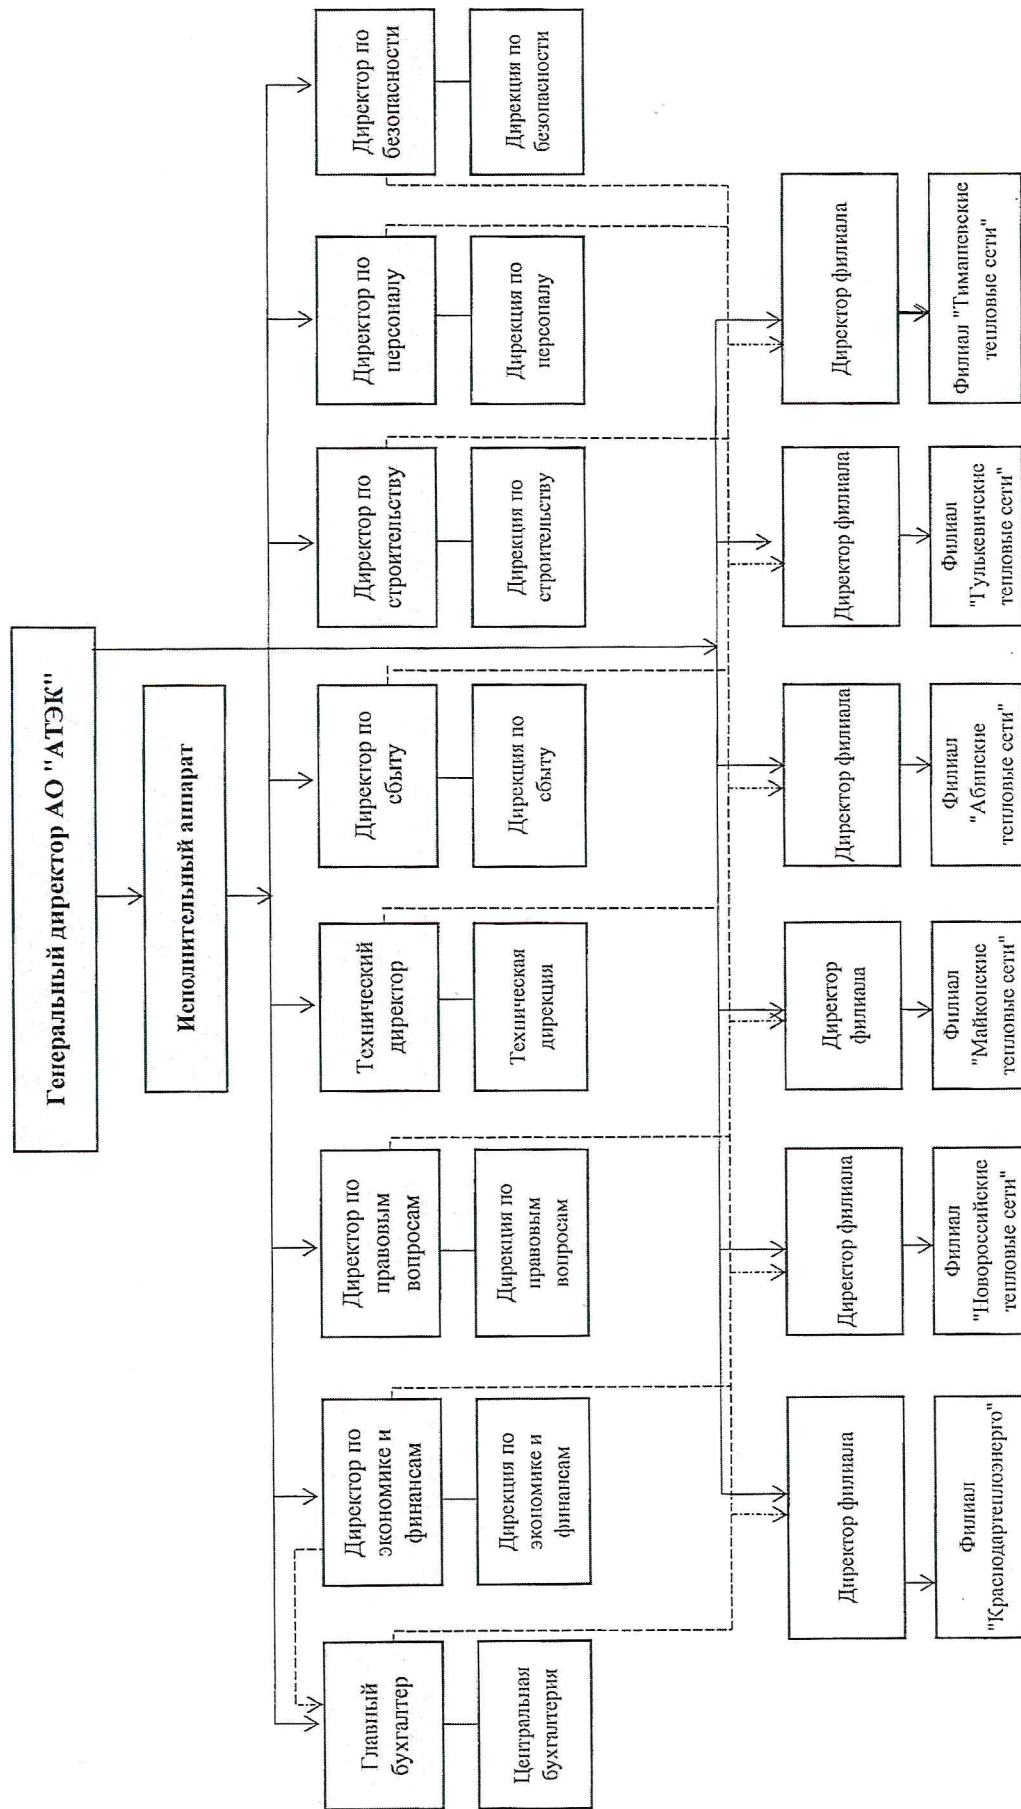 Генеральный директор АО "АТЭК"
Исполнительный аппарат
Главный
бухгалтер
Директор по
экономике и
финансам
Директор по
правовым
вопросам
Технический
директор
Директор по
сбыту
Директор по
строительству
Директор по
персоналу
Директор по
безопасности
Центральная
бухгалтерия
Дирекция по
экономике и
финансам
Дирекция по
правовым
вопросам
Техническая
дирекция
Дирекция по
сбыту
Дирекция по
строительству
Дирекция по
персоналу
Дирекция по
безопасности
Директор филиала
Директор филиала
Директор
филиала
Директор филиала
Директор филиала
Директор филиала
Филиал
"Краснодартеплоэнерго"
Филиал
"Новороссийские
тепловые сети"
Филиал
"Майкопские
тепловые сети"
Филиал
"Абинские
тепловые сети"
Филиал
"Гулькевичские
тепловые сети"
Филиал "Тимашевские
тепловые сети"